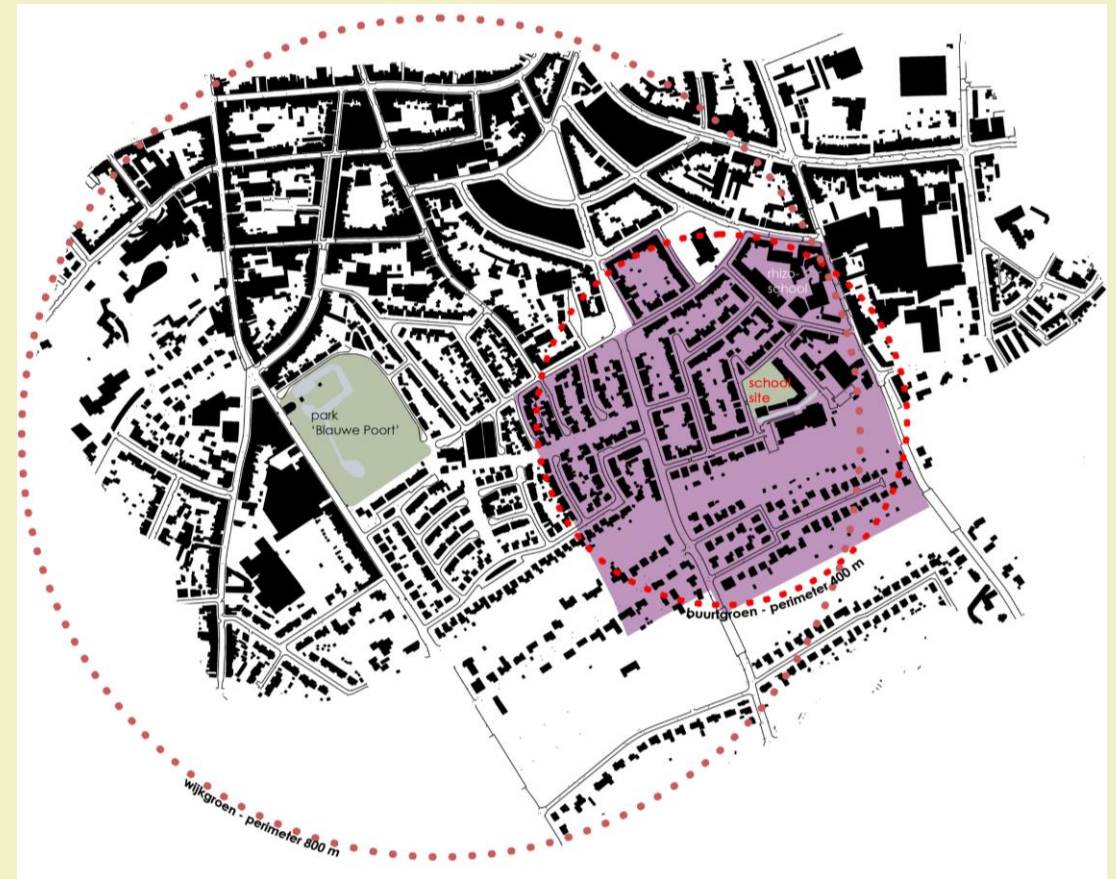 rhizo-
school
school
site
park
'Blauwe Poort'
buurtgroen - perimeter 400 m
wijkgroen - perimeter 800 m